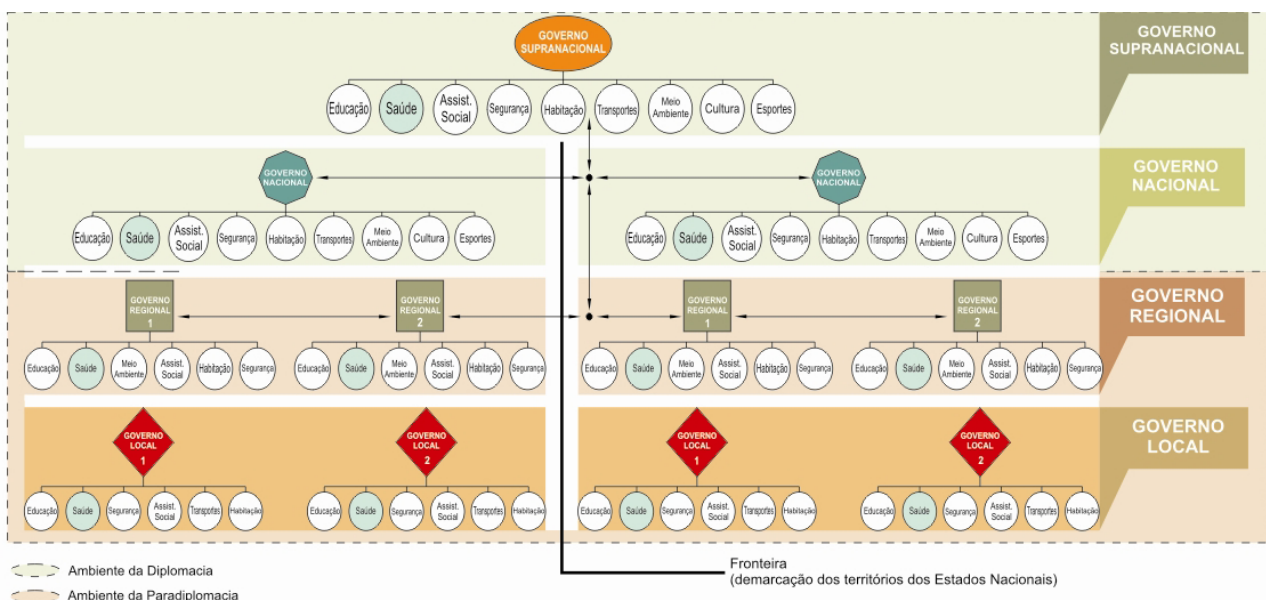 GOVERNO
SUPRANACIONAL
GOVERNO
SUPRANACIONAL
Educação
Saúde
Assist.
Social
Segurança
Habitação
Transportes
Meio
Ambiente
Cultura
Esportes
GOVERNO
NACIONAL
GOVERNO
NACIONAL
GOVERNO
NACIONAL
Educação
Saúde
Assist.
Social
Segurança
Habitação
Transportes
Meio
Ambiente
Cultura
Esportes
Educação
Saúde
Assist.
Social
Segurança
Habitação
Transportes
Meio
Ambiente
Cultura
Esportes
GOVERNO
REGIONAL
1
GOVERNO
REGIONAL
2
GOVERNO
REGIONAL
1
GOVERNO
REGIONAL
2
GOVERNO
REGIONAL
Educação
Saúde
Meio
Ambiente
Assist.
Social
Habitação
Segurança
Educação
Saúde
Meio
Ambiente
Assist.
Social
Habitação
Segurança
Educação
Saúde
Meio
Ambiente
Assist.
Social
Habitação
Segurança
Educação
Saúde
Meio
Ambiente
Assist.
Social
Habitação
Segurança
GOVERNO
LOCAL
1
GOVERNO
LOCAL
2
GOVERNO
LOCAL
1
GOVERNO
LOCAL
2
GOVERNO
LOCAL
Educação
Saúde
Segurança
Assist.
Social
Transportes
Habitação
Educação
Saúde
Segurança
Assist.
Social
Transportes
Habitação
Educação
Saúde
Segurança
Assist.
Social
Transportes
Habitação
Educação
Saúde
Segurança
Assist.
Social
Transportes
Habitação
Fronteira
(demarcação dos territórios dos Estados Nacionais)
Ambiente da Diplomacia
Ambiente da Paradiplomacia